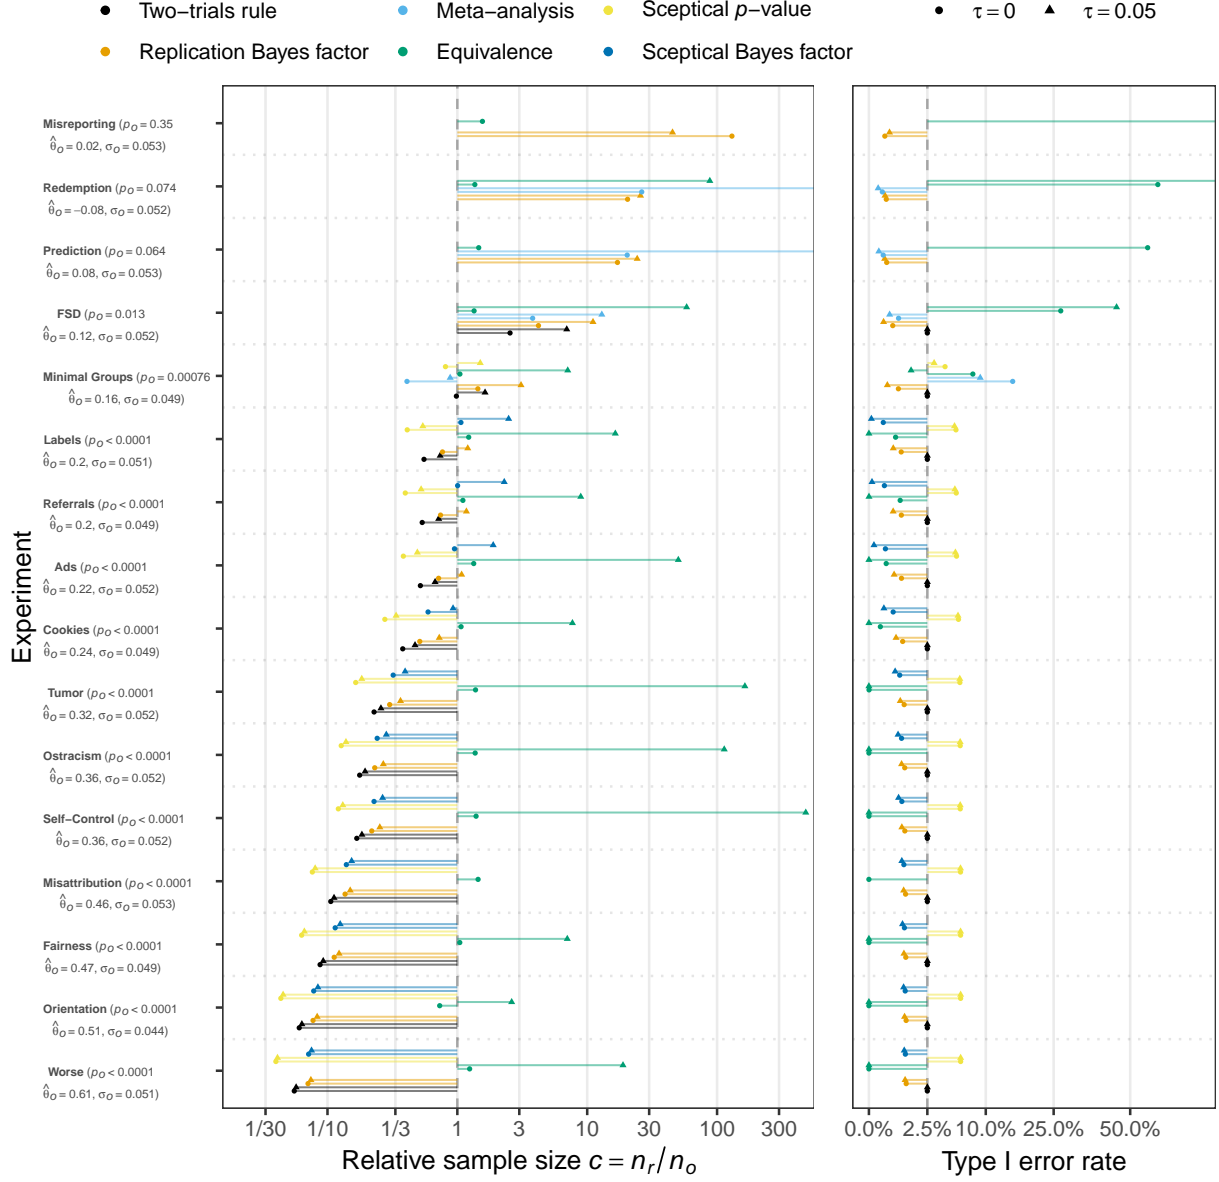 Two−trials rule Meta−analysis Sceptical p−value τ = 0 τ = 0.05
Replication Bayes factor Equivalence Sceptical Bayes factor
Experiment
Misreporting (pₒ = 0.35
θ̂ₒ = 0.02, σₒ = 0.053)
Redemption (pₒ = 0.074
θ̂ₒ = −0.08, σₒ = 0.052)
Prediction (pₒ = 0.064
θ̂ₒ = 0.08, σₒ = 0.053)
FSD (pₒ = 0.013
θ̂ₒ = 0.12, σₒ = 0.052)
Minimal Groups (pₒ = 0.00076
θ̂ₒ = 0.16, σₒ = 0.049)
Labels (pₒ < 0.0001
θ̂ₒ = 0.2, σₒ = 0.051)
Referrals (pₒ < 0.0001
θ̂ₒ = 0.2, σₒ = 0.049)
Ads (pₒ < 0.0001
θ̂ₒ = 0.22, σₒ = 0.052)
Cookies (pₒ < 0.0001
θ̂ₒ = 0.24, σₒ = 0.049)
Tumor (pₒ < 0.0001
θ̂ₒ = 0.32, σₒ = 0.052)
Ostracism (pₒ < 0.0001
θ̂ₒ = 0.36, σₒ = 0.052)
Self−Control (pₒ < 0.0001
θ̂ₒ = 0.36, σₒ = 0.052)
Misattribution (pₒ < 0.0001
θ̂ₒ = 0.46, σₒ = 0.053)
Fairness (pₒ < 0.0001
θ̂ₒ = 0.47, σₒ = 0.049)
Orientation (pₒ < 0.0001
θ̂ₒ = 0.51, σₒ = 0.044)
Worse (pₒ < 0.0001
θ̂ₒ = 0.61, σₒ = 0.051)
1/30 1/10 1/3 1 3 10 30 100 300 0.0% 2.5% 10.0% 25.0% 50.0%
Relative sample size c = nᵣ/nₒ Type I error rate